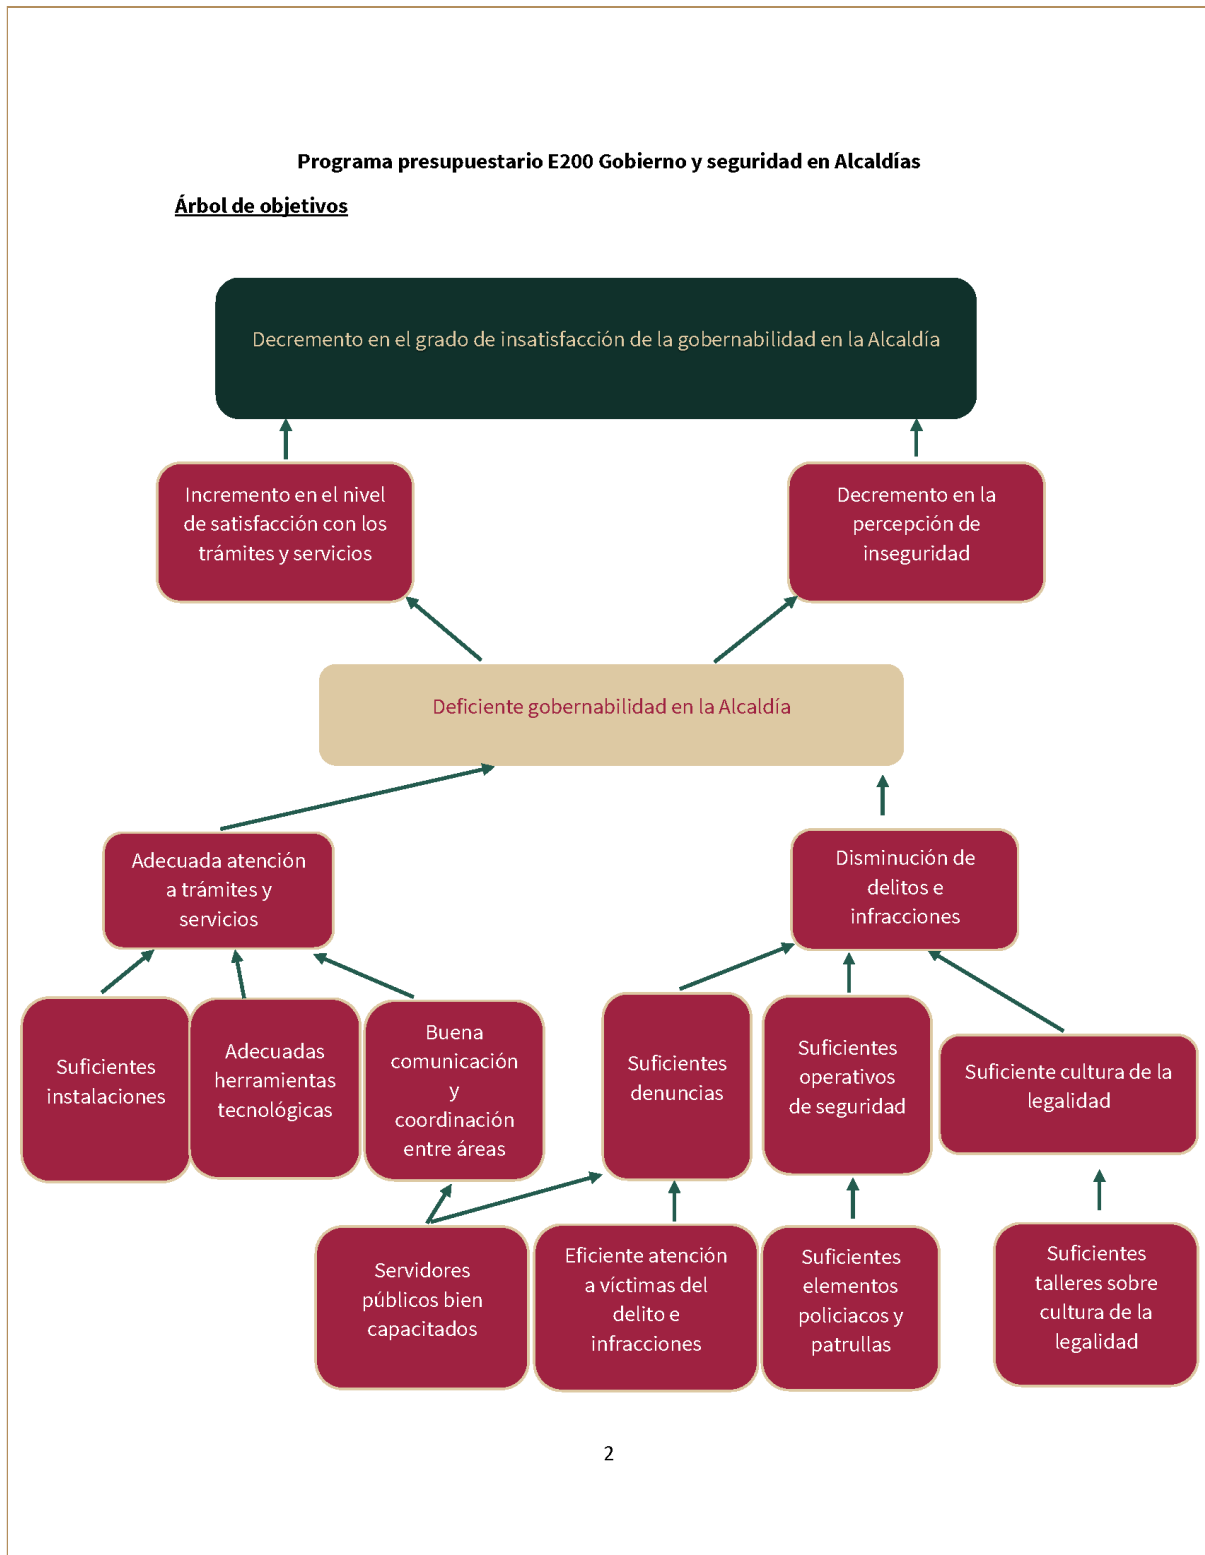 Programa presupuestario E200 Gobierno y seguridad en Alcaldías
Árbol de objetivos
Decremento en el grado de insatisfacción de la gobernabilidad en la Alcaldía
Incremento en el nivel
de satisfacción con los
trámites y servicios
Decremento en la
percepción de
inseguridad
Deficiente gobernabilidad en la Alcaldía
Adecuada atención
a trámites y
servicios
Disminución de
delitos e
infracciones
Suficientes
instalaciones
Adecuadas
herramientas
tecnológicas
Buena
comunicación
y
coordinación
entre áreas
Suficientes
denuncias
Suficientes
operativos
de seguridad
Suficiente cultura de la
legalidad
Servidores
públicos bien
capacitados
Eficiente atención
a víctimas del
delito e
infracciones
Suficientes
elementos
policiacos y
patrullas
Suficientes
talleres sobre
cultura de la
legalidad
2